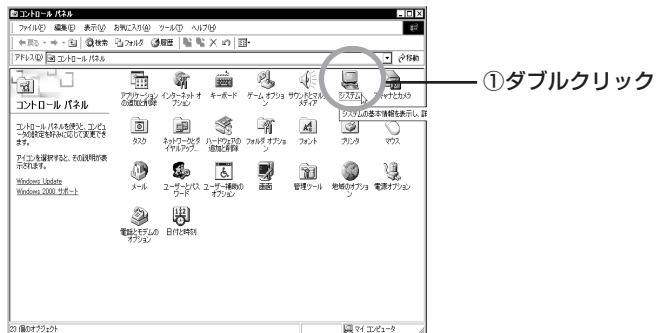 コントロール パネル
ファイル(F) 編集(E) 表示(V) お気に入り(A) ツール(T) ヘルプ(H)
戻る 検索 フォルダ 履歴
アドレス(D) コントロール パネル 移動
コントロール パネル
コントロール パネルを使うと、コンピュ
ータの設定を好みに応じて変更でき
ます。
アイコンを選択すると、その説明が表
示されます。
Windows Update
Windows 2000 サポート
アプリケーション
の追加と削除
インターネット オ
プション
キーボード
ゲーム オプショ
ン
サウンドとマル
チメディア
システム
スキャナとカメラ
システムの基本情報を表示し、詳
タスク
ネットワークとダ
イヤルアップ...
ハードウェアの
追加と削除
フォルダ オプショ
ン
フォント
プリンタ
マウス
メール
ユーザーとパス
ワード
ユーザー補助の
オプション
画面
管理ツール
地域のオプショ
ン
電源オプション
電話とモデムの
オプション
日付と時刻
23 個のオブジェクト
マイ コンピュータ
①ダブルクリック